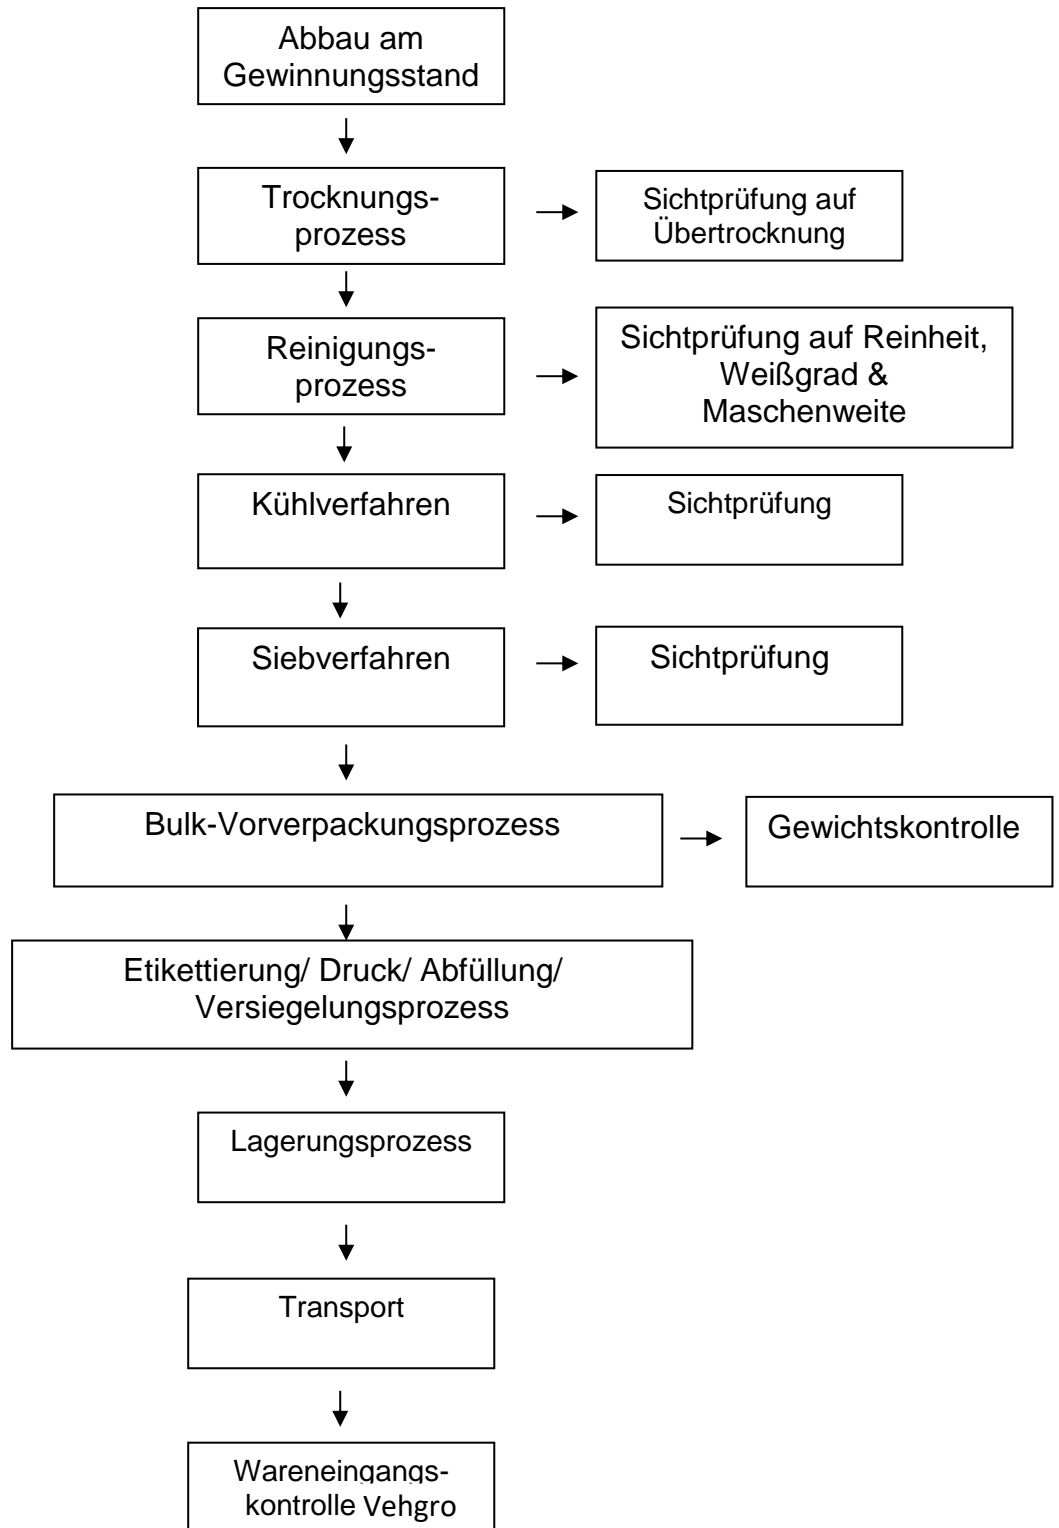 Abbau am
Gewinnungsstand
Trocknungs-
prozess
Sichtprüfung auf
Übertrocknung
Reinigungs-
prozess
Sichtprüfung auf Reinheit,
Weißgrad &
Maschenweite
Kühlverfahren
Sichtprüfung
Siebverfahren
Sichtprüfung
Bulk-Vorverpackungsprozess
Gewichtskontrolle
Etikettierung/ Druck/ Abfüllung/
Versiegelungsprozess
Lagerungsprozess
Transport
Wareneingangs-
kontrolle Vehgro